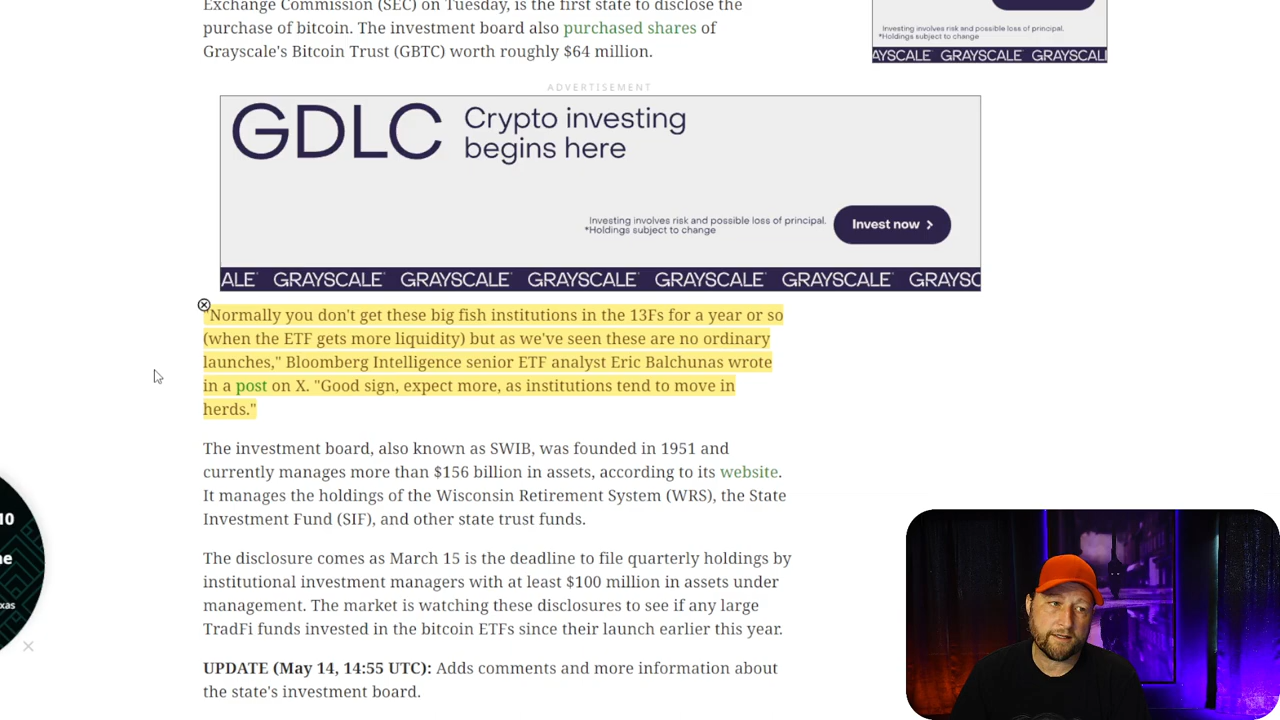 Exchange Commission (SEC) on Tuesday, is the first state to disclose the
purchase of bitcoin. The investment board also purchased shares of
Grayscale's Bitcoin Trust (GBTC) worth roughly $64 million.
Investing involves risk and possible loss of principal.
*Holdings subject to change
AYSCALE GRAYSCALE GRAYSCAL
ADVERTISEMENT
GDLC
Crypto investing
begins here
Investing involves risk and possible loss of principal.
*Holdings subject to change
Invest now >
ALE GRAYSCALE GRAYSCALE GRAYSCALE GRAYSCALE GRAYSCALE GRAYSC
"Normally you don't get these big fish institutions in the 13Fs for a year or so
(when the ETF gets more liquidity) but as we've seen these are no ordinary
launches," Bloomberg Intelligence senior ETF analyst Eric Balchunas wrote
in a post on X. "Good sign, expect more, as institutions tend to move in
herds."
The investment board, also known as SWIB, was founded in 1951 and
currently manages more than $156 billion in assets, according to its website.
It manages the holdings of the Wisconsin Retirement System (WRS), the State
Investment Fund (SIF), and other state trust funds.
The disclosure comes as March 15 is the deadline to file quarterly holdings by
institutional investment managers with at least $100 million in assets under
management. The market is watching these disclosures to see if any large
TradFi funds invested in the bitcoin ETFs since their launch earlier this year.
UPDATE (May 14, 14:55 UTC): Adds comments and more information about
the state's investment board.
10
ne
xas